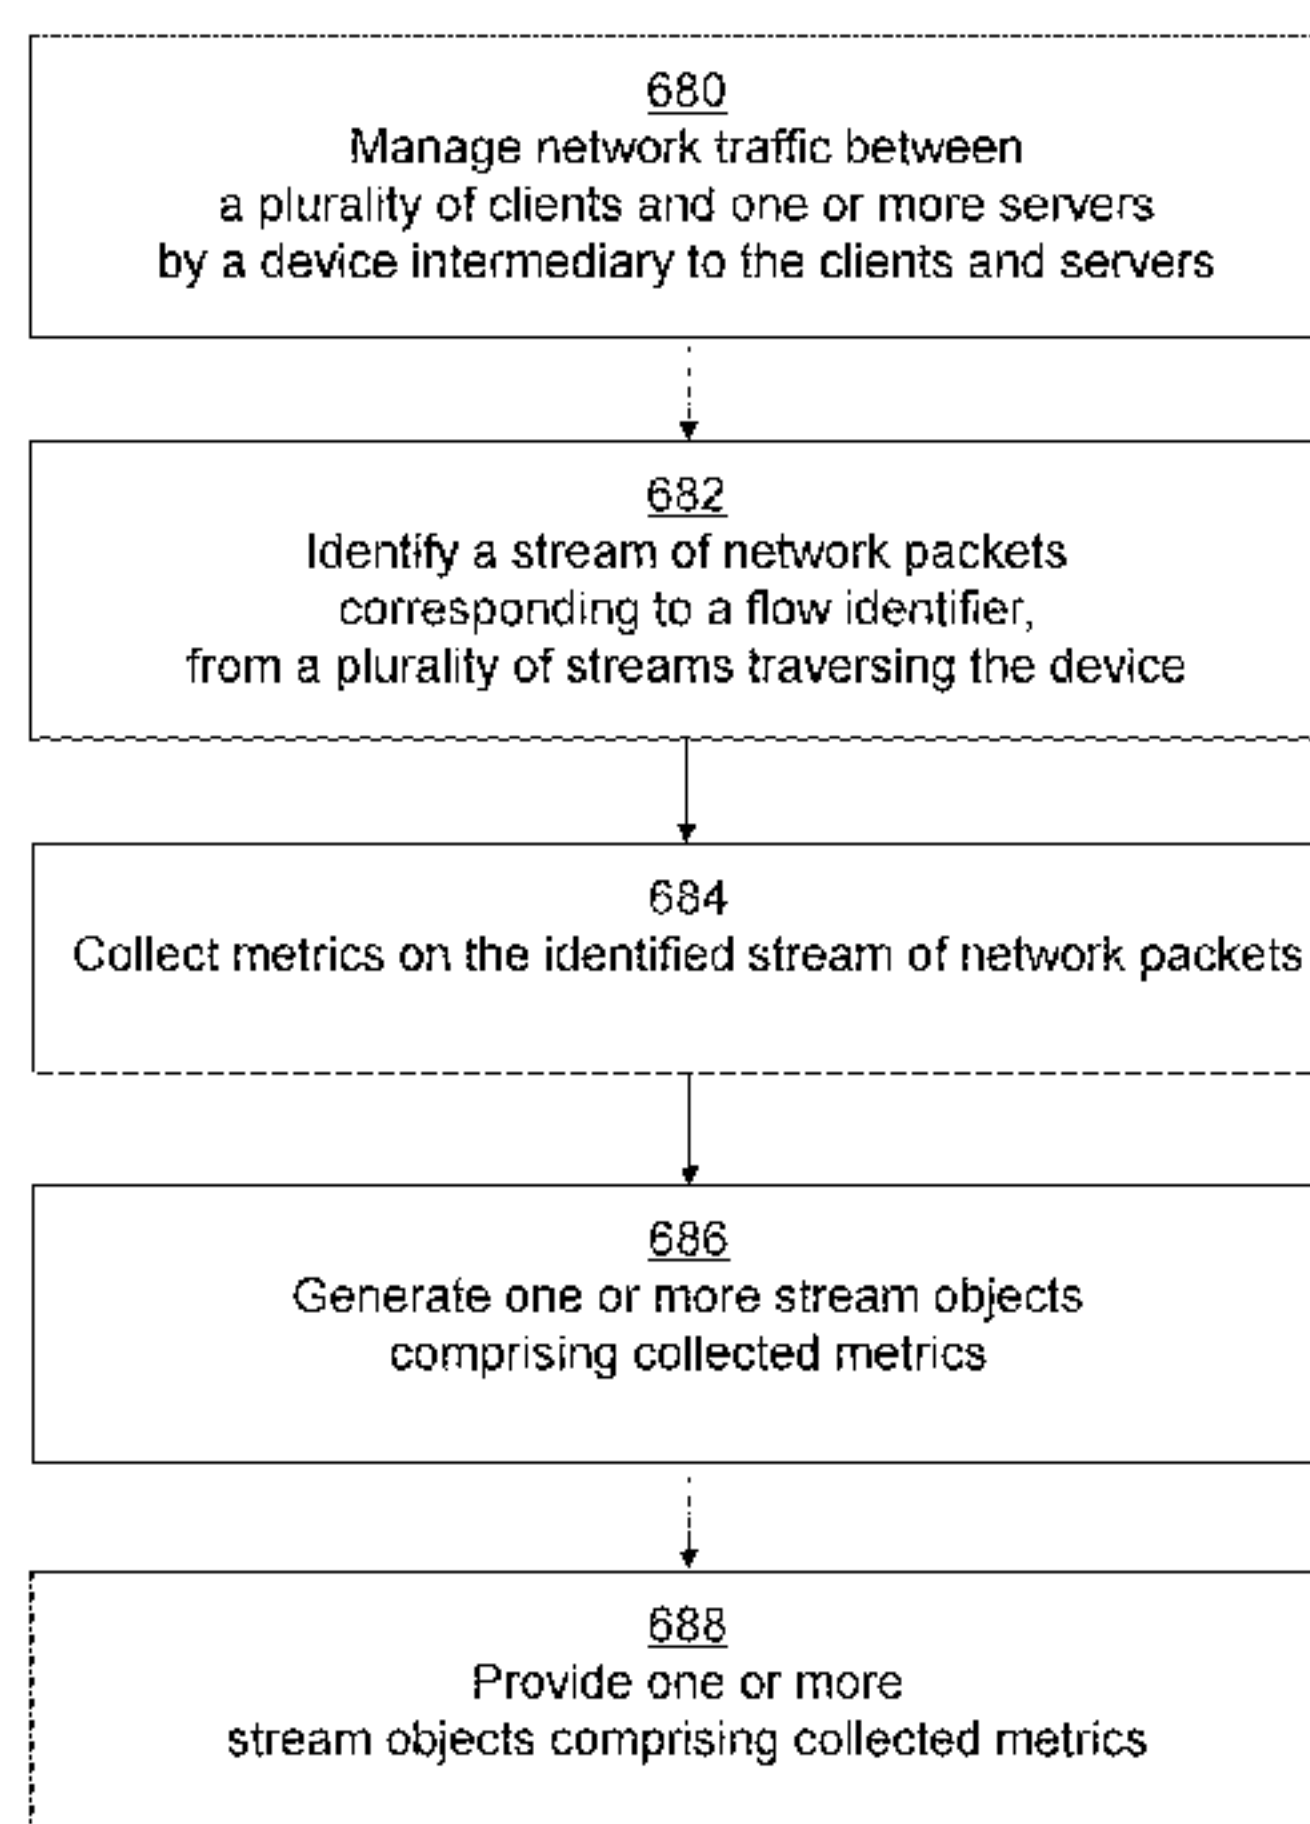 680
Manage network traffic between
a plurality of clients and one or more servers
by a device intermediary to the clients and servers
682
Identify a stream of network packets
corresponding to a flow identifier,
from a plurality of streams traversing the device
684
Collect metrics on the identified stream of network packets
686
Generate one or more stream objects
comprising collected metrics
688
Provide one or more
stream objects comprising collected metrics